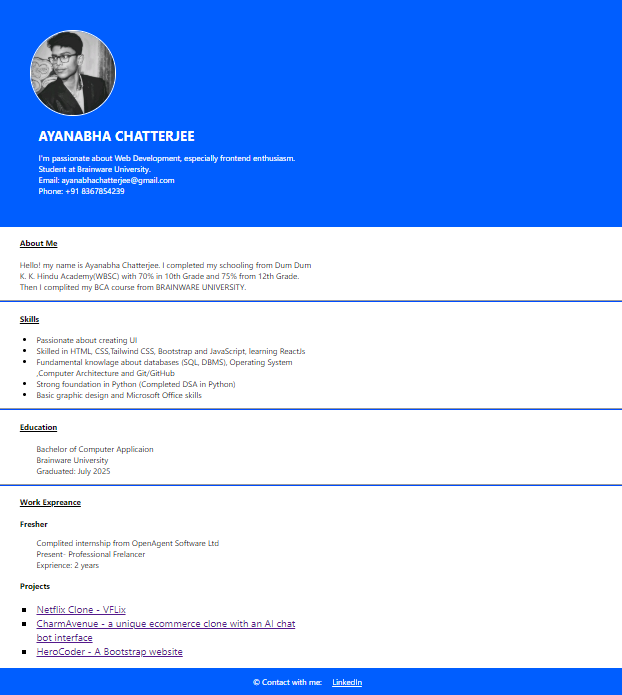 AYANABHA CHATTERJEE
I'm passionate about Web Development, especially frontend enthusiasm.
Student at Brainware University.
Email: ayanabhachatterjee@gmail.com
Phone: +91 8367854239
About Me
Hello! my name is Ayanabha Chatterjee. I completed my schooling from Dum Dum
K. K. Hindu Academy(WBSC) with 70% in 10th Grade and 75% from 12th Grade.
Then I complited my BCA course from BRAINWARE UNIVERSITY.
Skills
Passionate about creating UI
Skilled in HTML, CSS,Tailwind CSS, Bootstrap and JavaScript, learning ReactJs
Fundamental knowlage about databases (SQL, DBMS), Operating System
,Computer Architecture and Git/GitHub
Strong foundation in Python (Completed DSA in Python)
Basic graphic design and Microsoft Office skills
Education
Bachelor of Computer Applicaion
Brainware University
Graduated: July 2025
Work Expreance
Fresher
Complited internship from OpenAgent Software Ltd
Present- Professional Frelancer
Exprience: 2 years
Projects
Netflix Clone - VFLix
CharmAvenue - a unique ecommerce clone with an AI chat
bot interface
HeroCoder - A Bootstrap website
© Contact with me: LinkedIn